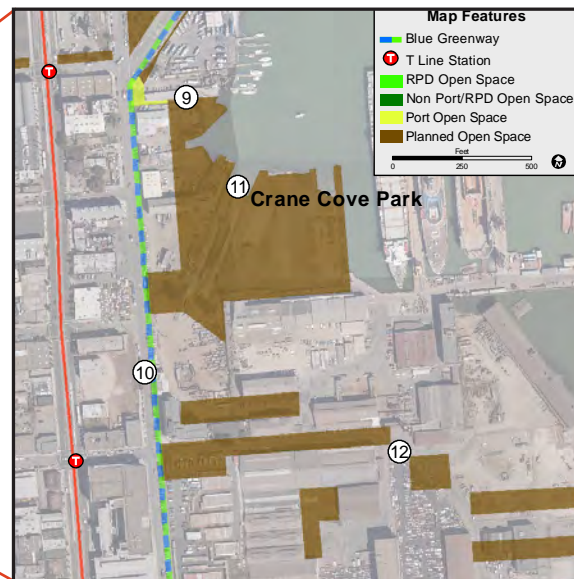 Map Features
Blue Greenway
T
T Line Station
RPD Open Space
Non Port/RPD Open Space
Port Open Space
Planned Open Space
Feet
0 250 500
N
T
9
11
Crane Cove Park
10
T
12